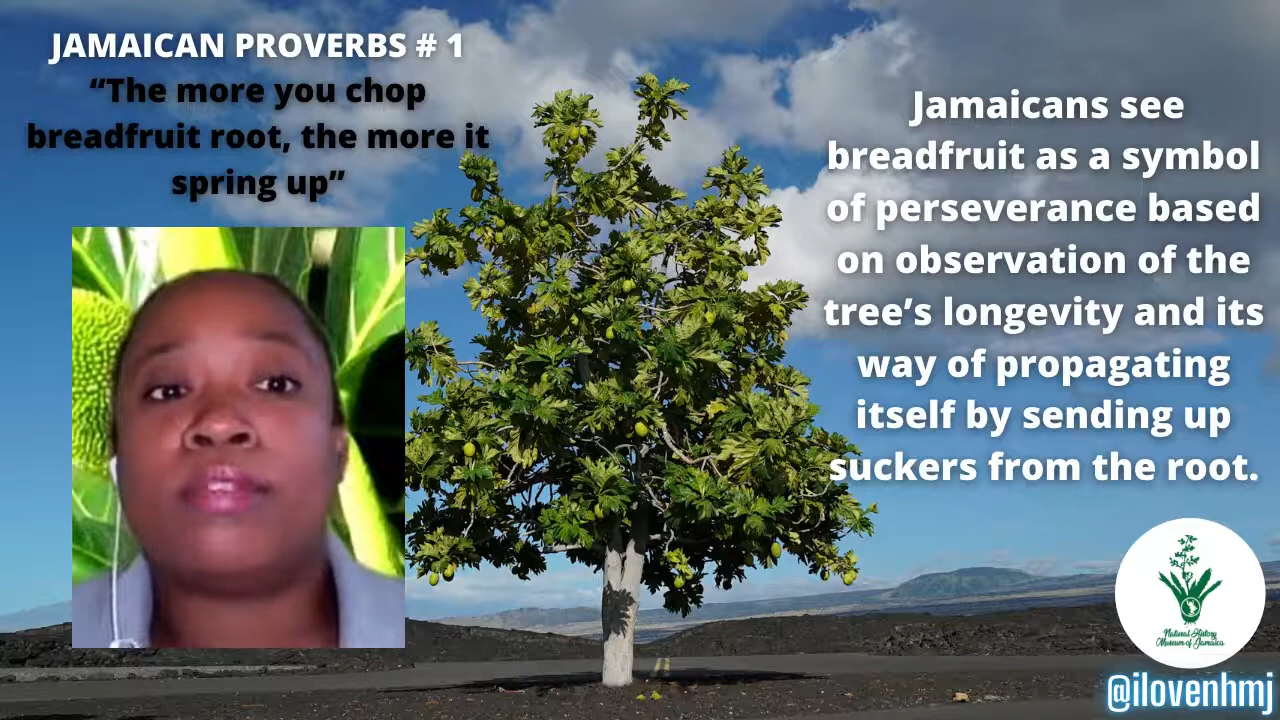 JAMAICAN PROVERBS # 1
“The more you chop
breadfruit root, the more it
spring up”
Jamaicans see
breadfruit as a symbol
of perseverance based
on observation of the
tree’s longevity and its
way of propagating
itself by sending up
suckers from the root.
Natural History
Museum of Jamaica
@ilovenhmj